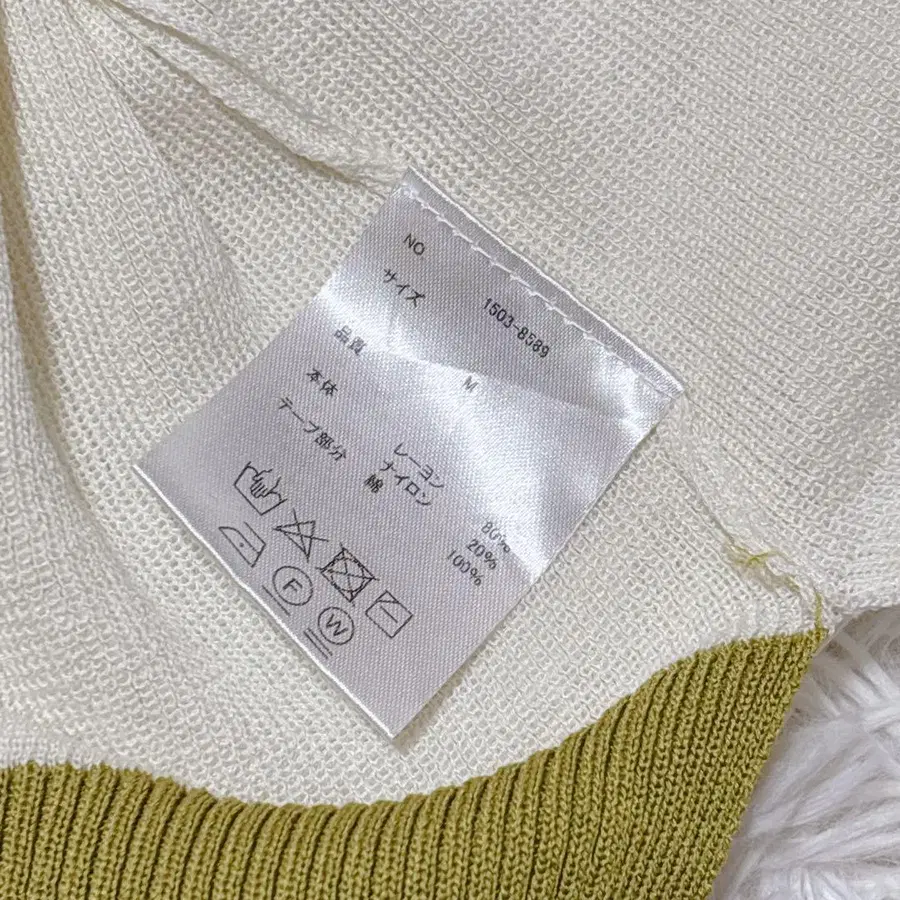 NO 1503-8589
サイズ M
品質
本体 レーヨン 80%
ナイロン 20%
テープ部分 綿 100%
F
W